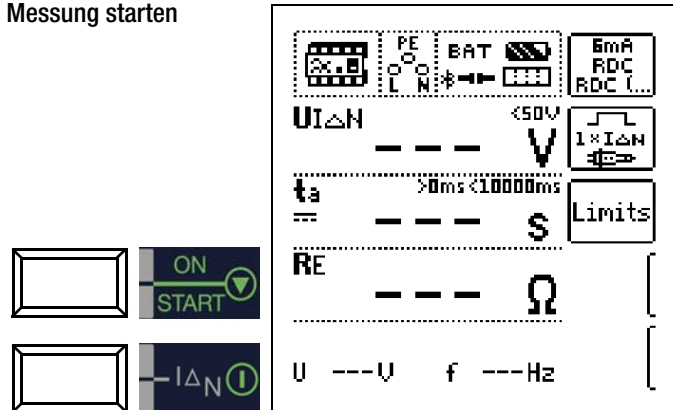 Messung starten
PE
L N
BAT
6mA
RDC
RDC (...
UI△N
<50V
--- V
1×I△N
ta
>0ms<10000ms
--- s
Limits
ON
START
RE
--- Ω
I△N
U ---V f ---Hz